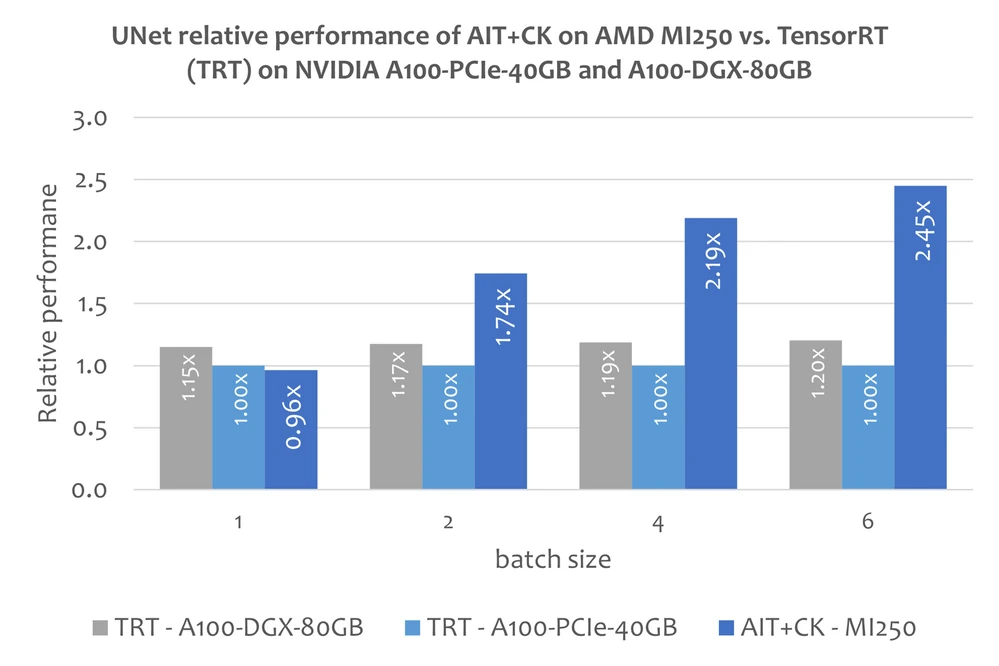 UNet relative performance of AIT+CK on AMD MI250 vs. TensorRT
(TRT) on NVIDIA A100-PCIe-40GB and A100-DGX-80GB
Relative performane
3.0
2.5
2.0
1.5
1.0
0.5
0.0
1.15x
1.00x
0.96x
1.17x
1.00x
1.74x
1.19x
1.00x
2.19x
1.20x
1.00x
2.45x
1 2 4 6
batch size
TRT - A100-DGX-80GB TRT - A100-PCIe-40GB AIT+CK - MI250